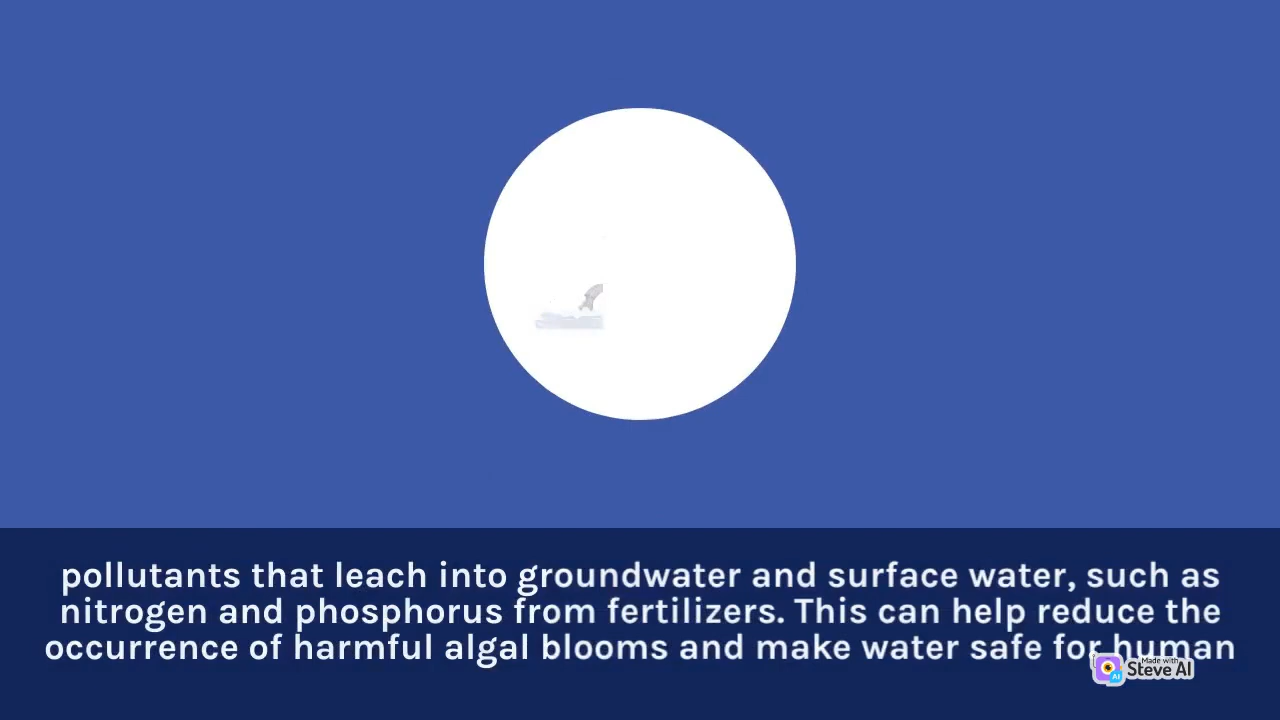 pollutants that leach into groundwater and surface water, such as
nitrogen and phosphorus from fertilizers. This can help reduce the
occurrence of harmful algal blooms and make water safe for human
Made with
Steve AI
AI